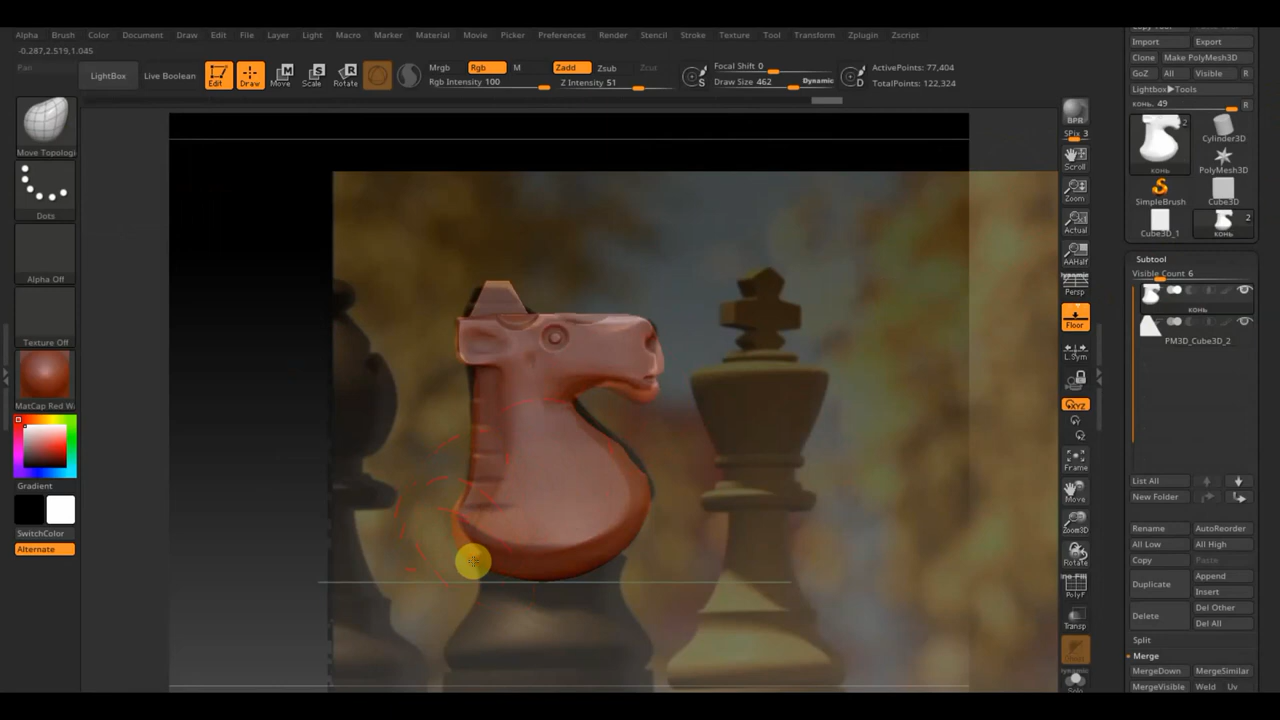 Alpha Brush Color Document Draw Edit File Layer Light Macro Marker Material Movie Picker Preferences Render Stencil Stroke Texture Tool Transform Zplugin Zscript
-0.287,2.519,1.045
Pan
LightBox
Live Boolean
Edit
Draw
Move
Scale
Rotate
Mrgb
Rgb
M
Rgb Intensity 100
Zadd
Zsub
Zcut
Z Intensity 51
Focal Shift 0
Draw Size 462
Dynamic
ActivePoints: 77,404
TotalPoints: 122,324
Move Topologi
Dots
Alpha Off
Texture Off
MatCap Red Wa
Gradient
SwitchColor
Alternate
BPR
SPix 3
Scroll
Zoom
Actual
AAHalf
Dynamic
Persp
Floor
L.Sym
XYZ
Frame
Move
Zoom3D
Rotate
PolyF
Transp
Solo
Import Export
Clone Make PolyMesh3D
GoZ All Visible R
Lightbox▶Tools
конь. 49 R
2
конь
Cylinder3D
PolyMesh3D
SimpleBrush
Cube3D
Cube3D_1
2
конь
Subtool
Visible Count 6
конь
PM3D_Cube3D_2
List All
New Folder
Rename AutoReorder
All Low All High
Copy
Duplicate
Append
Insert
Delete
Del Other
Del All
Split
Merge
MergeDown MergeSimilar
MergeVisible Weld Uv